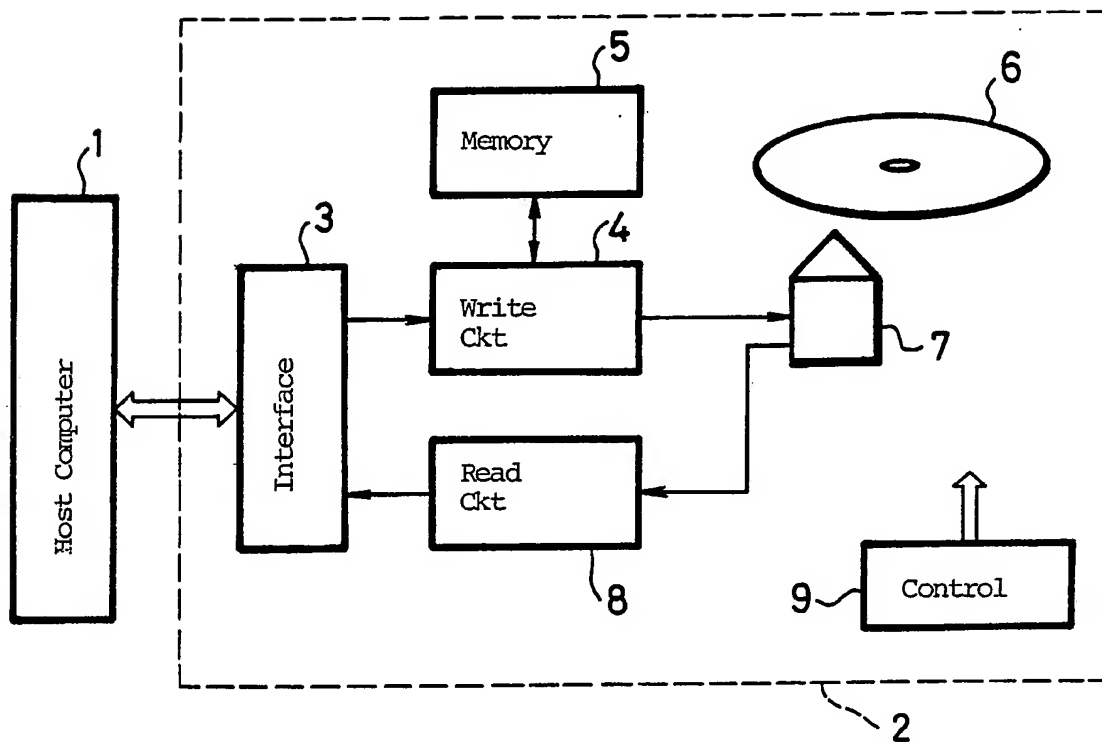 5
6
Memory
1
3
4
Write
Ckt
7
Host Computer
Interface
Read
Ckt
8
9
Control
2